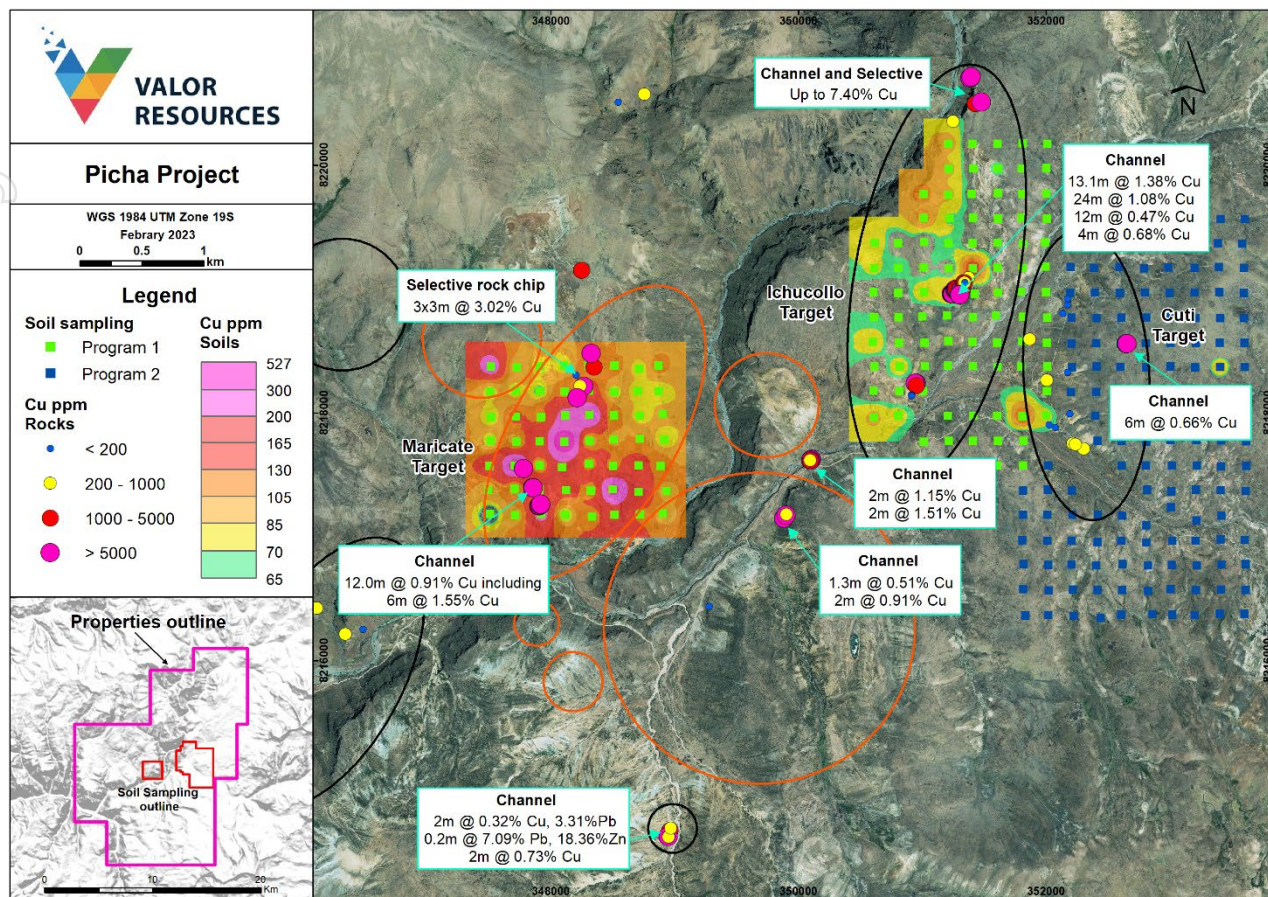 VALOR
RESOURCES
Picha Project
WGS 1984 UTM Zone 19S
Febrary 2023
0 0.5 1
km
Legend
Soil sampling
Program 1
Program 2
Cu ppm
Rocks
< 200
200 - 1000
1000 - 5000
> 5000
Cu ppm
Soils
527
300
200
165
130
105
85
70
65
Properties outline
Soil Sampling
outline
0 10 20
Km
348000 350000 352000
N
Channel and Selective
Up to 7.40% Cu
8220000 8220000
Channel
13.1m @ 1.38% Cu
24m @ 1.08% Cu
12m @ 0.47% Cu
4m @ 0.68% Cu
Selective rock chip
3x3m @ 3.02% Cu
Ichucollo
Target
Cuti
Target
8218000 8218000
Channel
6m @ 0.66% Cu
Maricate
Target
Channel
2m @ 1.15% Cu
2m @ 1.51% Cu
Channel
12.0m @ 0.91% Cu including
6m @ 1.55% Cu
Channel
1.3m @ 0.51% Cu
2m @ 0.91% Cu
8216000 8216000
Channel
2m @ 0.32% Cu, 3.31%Pb
0.2m @ 7.09% Pb, 18.36%Zn
2m @ 0.73% Cu
348000 350000 352000